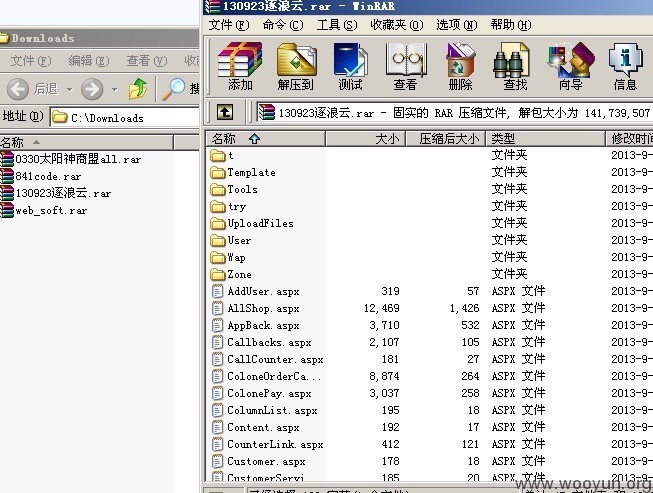 Downloads
文件(F) 编辑(E) 查看(V) 收
后退 搜
地址(D) C:\Downloads
名称
0330太阳神商盟all.rar
841code.rar
130923逐浪云.rar
web_soft.rar
130923逐浪云.rar - WinRAR
文件(F) 命令(C) 工具(S) 收藏夹(O) 选项(N) 帮助(H)
添加 解压到 测试 查看 删除 查找 向导 信息
130923逐浪云.rar - 固实的 RAR 压缩文件, 解包大小为 141,739,507
名称 大小 压缩后大小 类型 修改时间
t 文件夹 2013-9-
Template 文件夹 2013-9-
Tools 文件夹 2013-9-
try 文件夹 2013-9-
UploadFiles 文件夹 2013-9-
User 文件夹 2013-9-
Wap 文件夹 2013-9-
Zone 文件夹 2013-9-
AddUser.aspx 319 57 ASPX 文件 2013-9-
AllShop.aspx 12,469 1,426 ASPX 文件 2013-9-
AppBack.aspx 3,710 532 ASPX 文件 2013-9-
Callbacks.aspx 2,107 105 ASPX 文件 2013-9-
CallCounter.aspx 181 27 ASPX 文件 2013-9-
ColoneOrderCa... 8,874 264 ASPX 文件 2013-9-
ColonePay.aspx 3,037 258 ASPX 文件 2013-9-
ColumnList.aspx 195 18 ASPX 文件 2013-9-
Content.aspx 192 17 ASPX 文件 2013-9-
CounterLink.aspx 412 121 ASPX 文件 2013-9-
Customer.aspx 178 18 ASPX 文件 2013-9-
CustomerServi... 185 20 ASPX 文件 2013-9-
www.wooyun.org